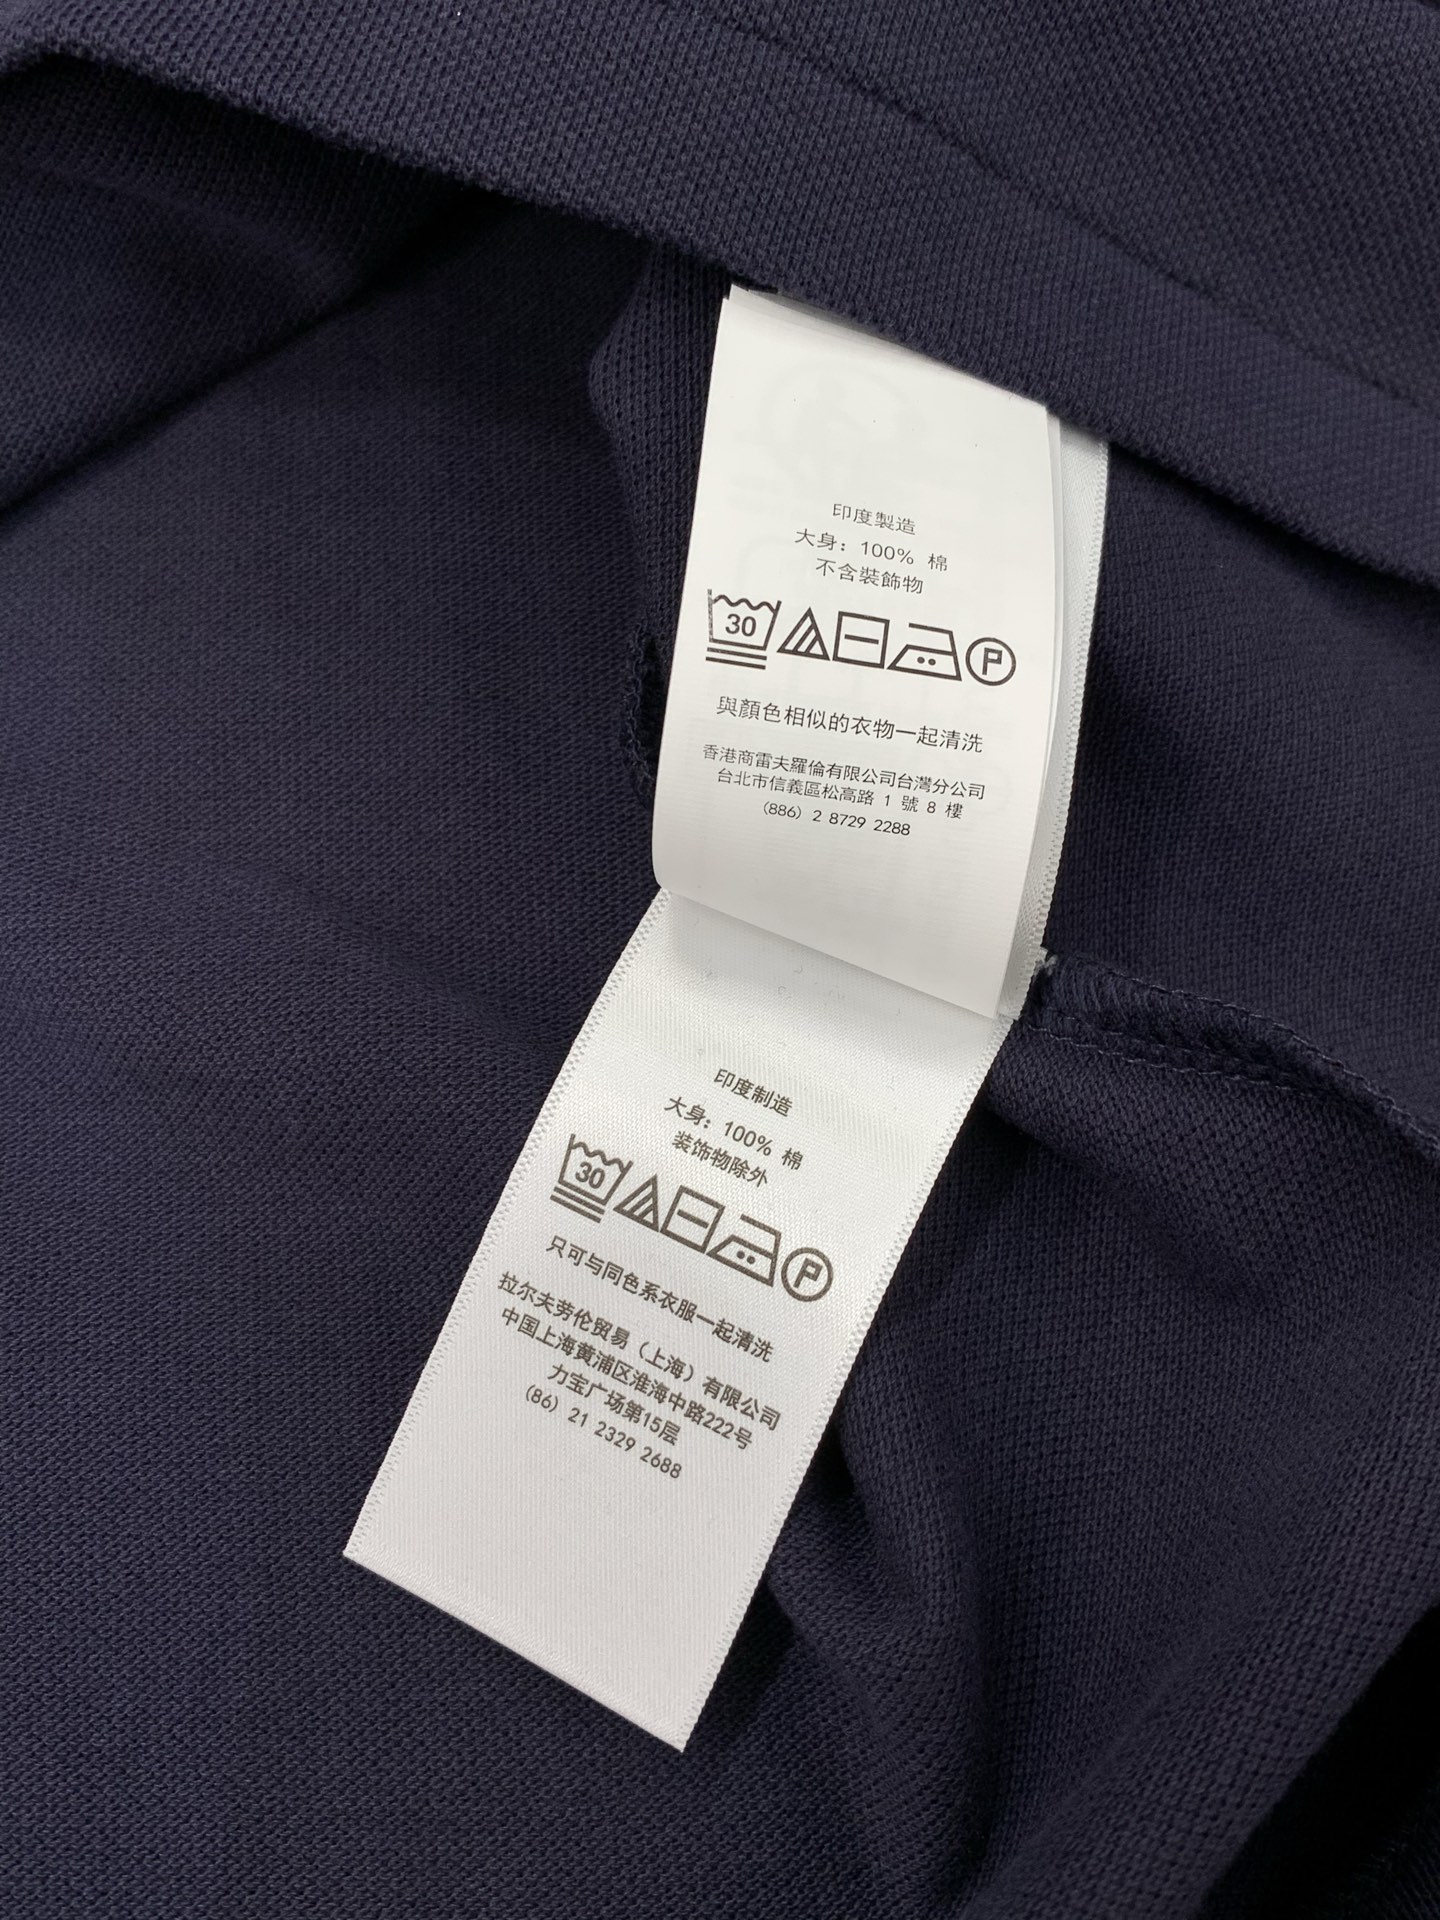 印度製造
大身: 100% 棉
不含裝飾物
30
P
與顏色相似的衣物一起清洗
香港商雷夫羅倫有限公司台灣分公司
台北市信義區松高路 1 號 8 樓
(886) 2 8729 2288
印度制造
大身: 100% 棉
装饰物除外
30
P
只可与同色系衣服一起清洗
拉尔夫劳伦贸易（上海）有限公司
中国上海黄浦区淮海中路222号
力宝广场第15层
(86) 21 2329 2688